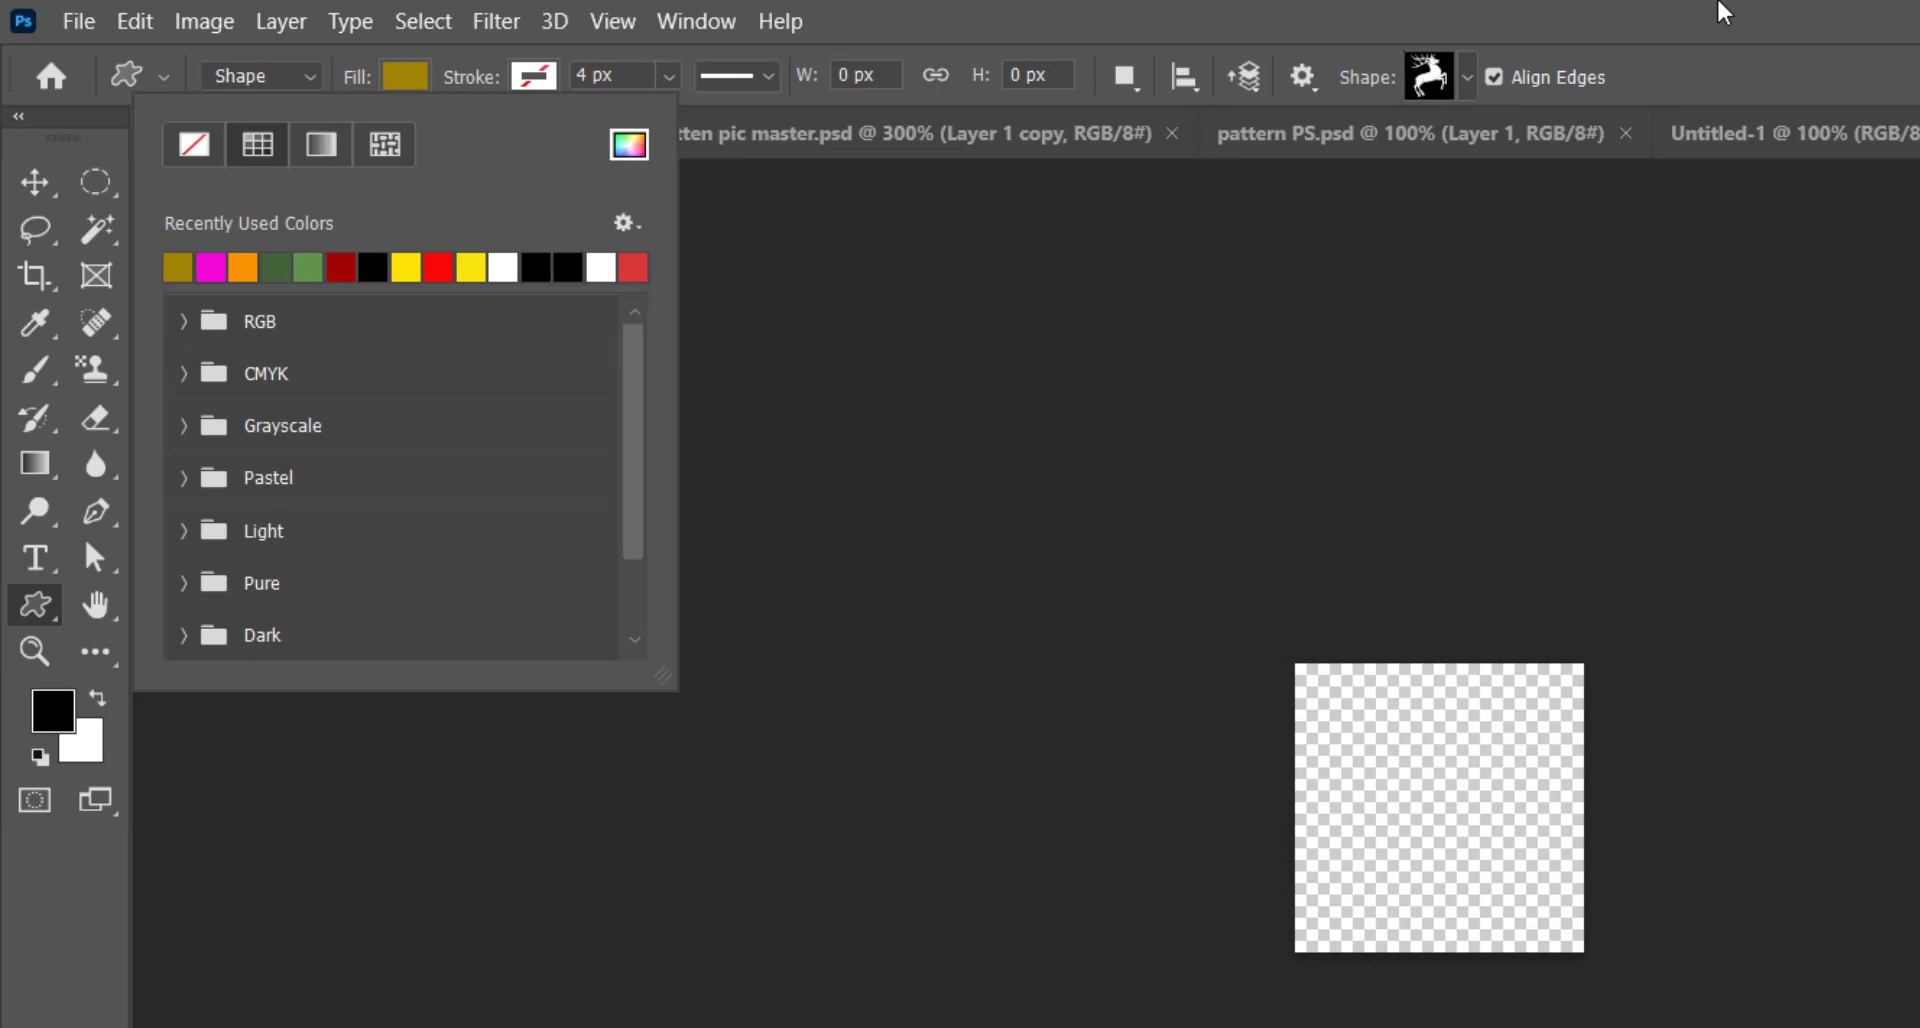 Ps File Edit Image Layer Type Select Filter 3D View Window Help
Shape Fill: Stroke: 4 px W: 0 px H: 0 px Shape: Align Edges
tten pic master.psd @ 300% (Layer 1 copy, RGB/8#) pattern PS.psd @ 100% (Layer 1, RGB/8#) Untitled-1 @ 100% (RGB/8
Recently Used Colors
RGB
CMYK
Grayscale
Pastel
Light
Pure
Dark